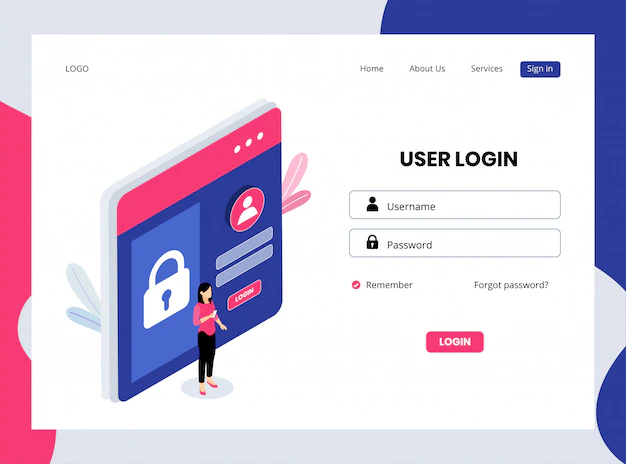 LOGO
Home About Us Services Sign in
USER LOGIN
Username
Password
Remember Forgot password?
LOGIN
LOGIN